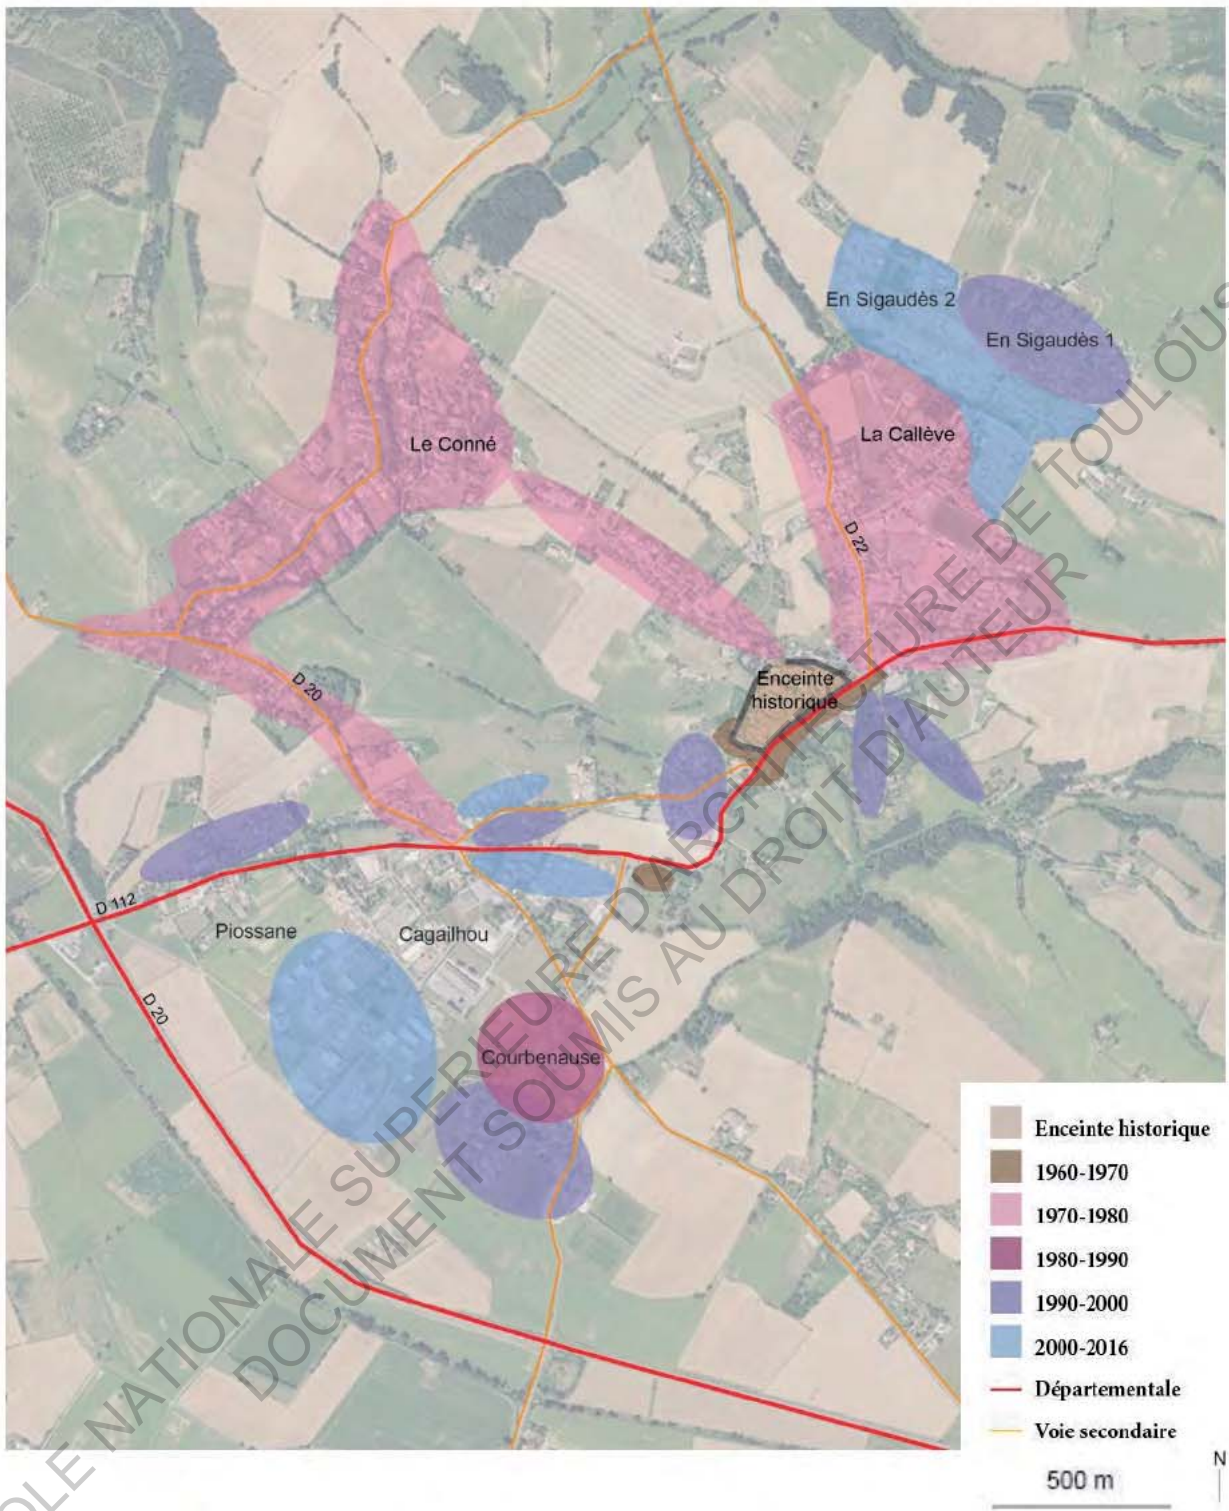 En Sigaudès 2
En Sigaudès 1
La Callève
Le Conné
D 22
Enceinte
historique
D 20
D 112
Piossane
Cagailhou
D 20
Courbenause
Enceinte historique
1960-1970
1970-1980
1980-1990
1990-2000
2000-2016
Départementale
Voie secondaire
500 m
N
OLE NATIONALE SUPERIEURE D'ARCHITECTURE DE TOULOUS
DOCUMENT SOUMIS AU DROIT D'AUTEUR